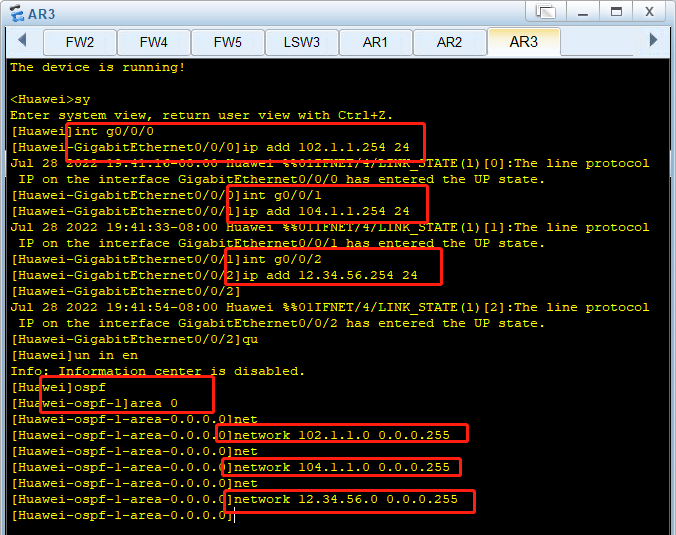 AR3
FW2
FW4
FW5
LSW3
AR1
AR2
AR3
The device is running!
<Huawei>sy
Enter system view, return user view with Ctrl+Z.
[Huawei]int g0/0/0
[Huawei-GigabitEthernet0/0/0]ip add 102.1.1.254 24
Jul 28 2022 19:41:16-08:00 Huawei %%01IFNET/4/LINK_STATE(l)[0]:The line protocol
IP on the interface GigabitEthernet0/0/0 has entered the UP state.
[Huawei-GigabitEthernet0/0/0]int g0/0/1
[Huawei-GigabitEthernet0/0/1]ip add 104.1.1.254 24
Jul 28 2022 19:41:33-08:00 Huawei %%01IFNET/4/LINK_STATE(l)[1]:The line protocol
IP on the interface GigabitEthernet0/0/1 has entered the UP state.
[Huawei-GigabitEthernet0/0/1]int g0/0/2
[Huawei-GigabitEthernet0/0/2]ip add 12.34.56.254 24
[Huawei-GigabitEthernet0/0/2]
Jul 28 2022 19:41:54-08:00 Huawei %%01IFNET/4/LINK_STATE(l)[2]:The line protocol
IP on the interface GigabitEthernet0/0/2 has entered the UP state.
[Huawei-GigabitEthernet0/0/2]qu
[Huawei]un in en
Info: Information center is disabled.
[Huawei]ospf
[Huawei-ospf-1]area 0
[Huawei-ospf-1-area-0.0.0.0]net
[Huawei-ospf-1-area-0.0.0.0]network 102.1.1.0 0.0.0.255
[Huawei-ospf-1-area-0.0.0.0]net
[Huawei-ospf-1-area-0.0.0.0]network 104.1.1.0 0.0.0.255
[Huawei-ospf-1-area-0.0.0.0]net
[Huawei-ospf-1-area-0.0.0.0]network 12.34.56.0 0.0.0.255
[Huawei-ospf-1-area-0.0.0.0]